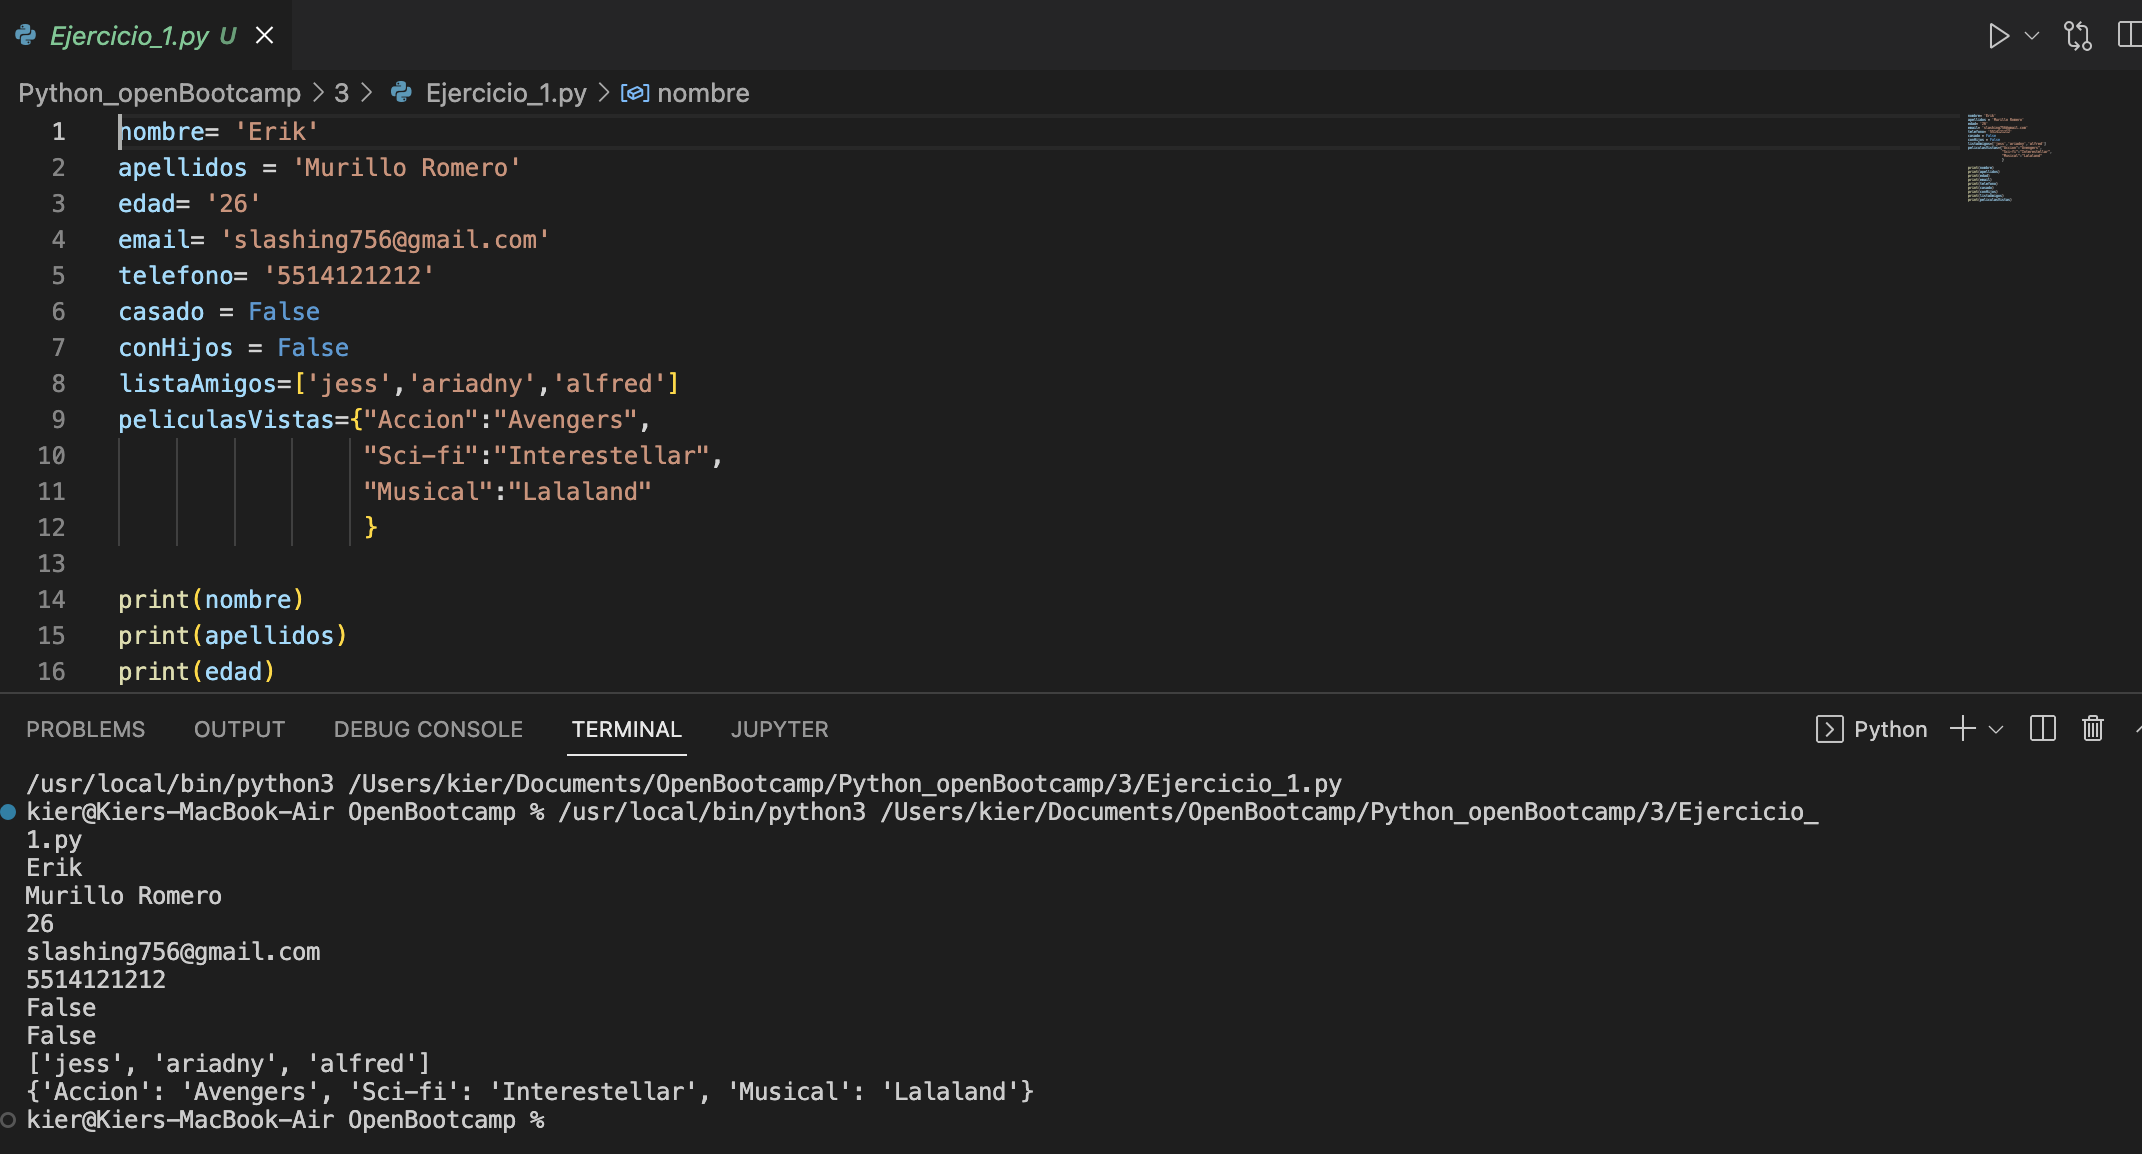 Ejercicio_1.py U
Python_openBootcamp > 3 > Ejercicio_1.py > nombre
1 nombre= 'Erik'
2 apellidos = 'Murillo Romero'
3 edad= '26'
4 email= 'slashing756@gmail.com'
5 telefono= '5514121212'
6 casado = False
7 conHijos = False
8 listaAmigos=['jess','ariadny','alfred']
9 peliculasVistas={"Accion":"Avengers",
10 "Sci-fi":"Interestellar",
11 "Musical":"Lalaland"
12 }
13
14 print(nombre)
15 print(apellidos)
16 print(edad)
PROBLEMS OUTPUT DEBUG CONSOLE TERMINAL JUPYTER Python
/usr/local/bin/python3 /Users/kier/Documents/OpenBootcamp/Python_openBootcamp/3/Ejercicio_1.py
kier@Kiers-MacBook-Air OpenBootcamp % /usr/local/bin/python3 /Users/kier/Documents/OpenBootcamp/Python_openBootcamp/3/Ejercicio_
1.py
Erik
Murillo Romero
26
slashing756@gmail.com
5514121212
False
False
['jess', 'ariadny', 'alfred']
{'Accion': 'Avengers', 'Sci-fi': 'Interestellar', 'Musical': 'Lalaland'}
kier@Kiers-MacBook-Air OpenBootcamp %